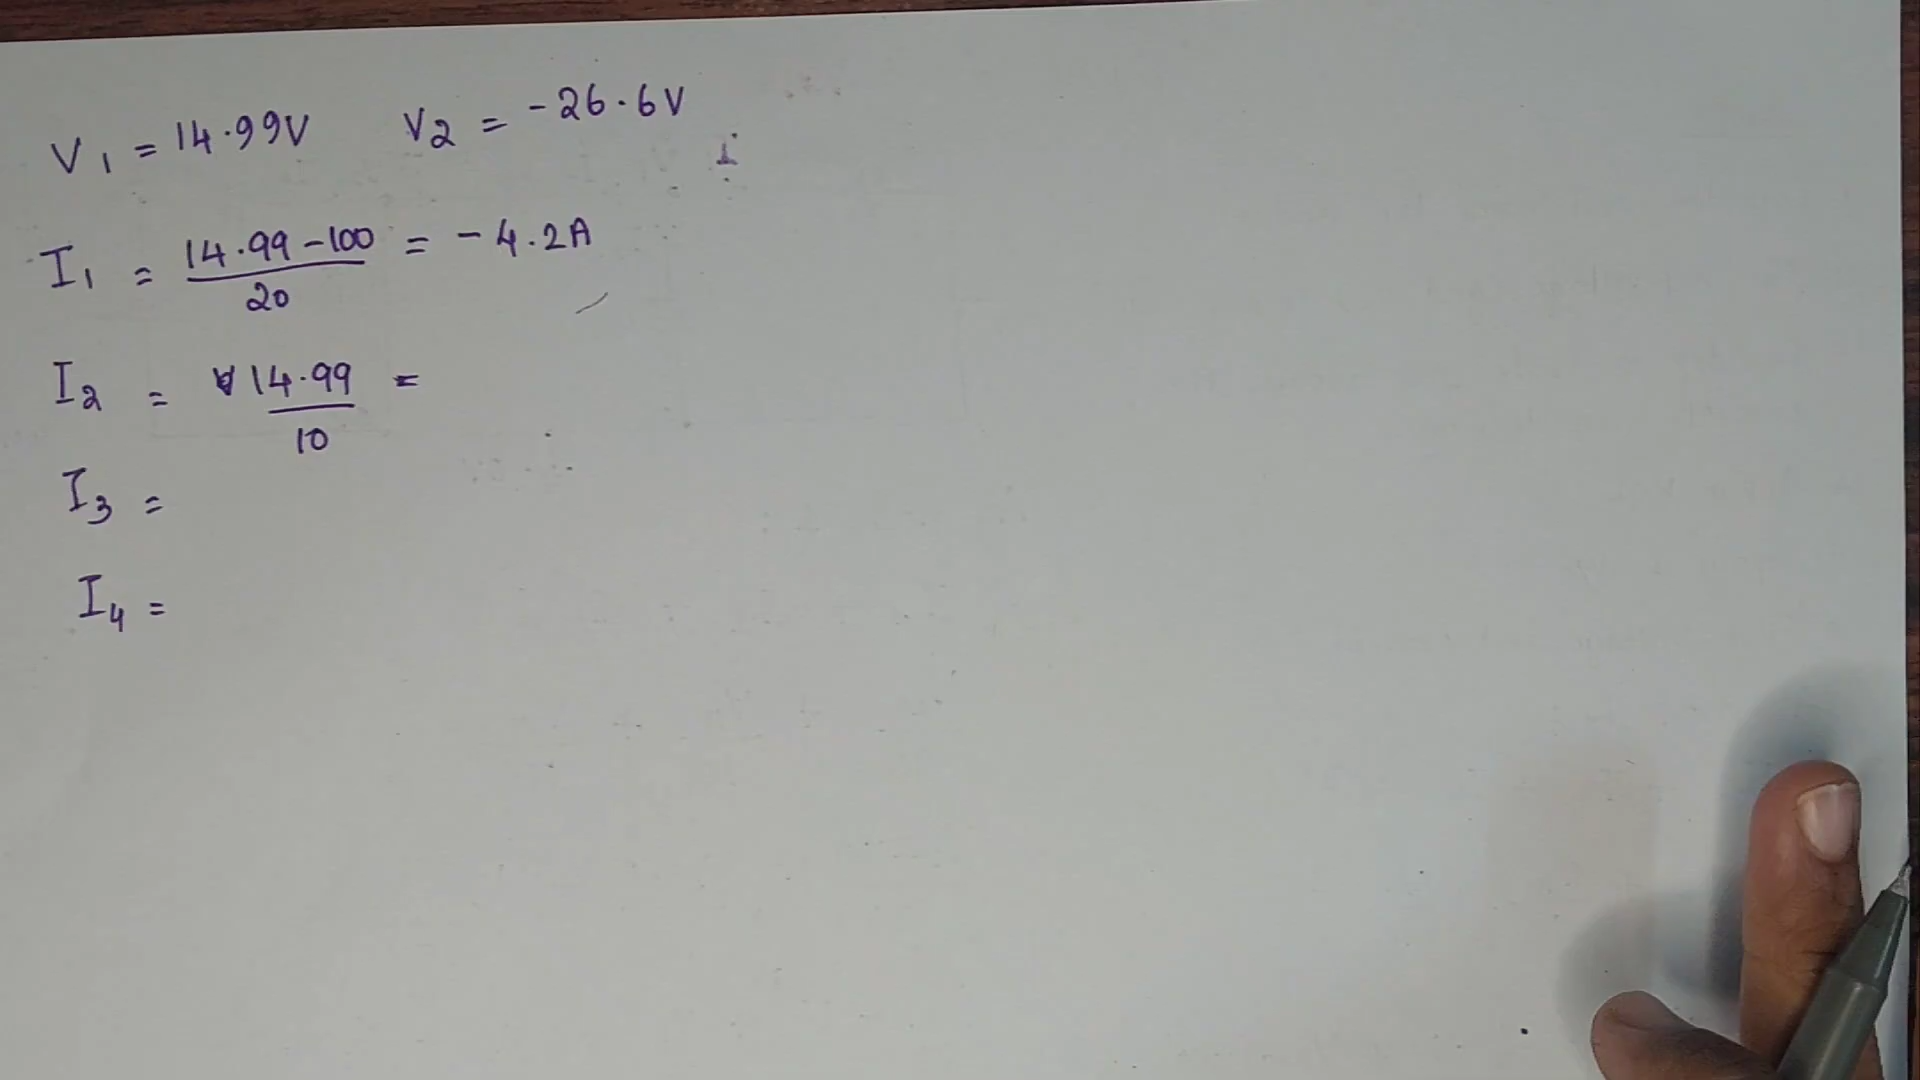 V1 = 14.99V V2 = -26.6V
I1 = 14.99-100/20 = -4.2A
I2 = 14.99/10 =
I3 =
I4 =